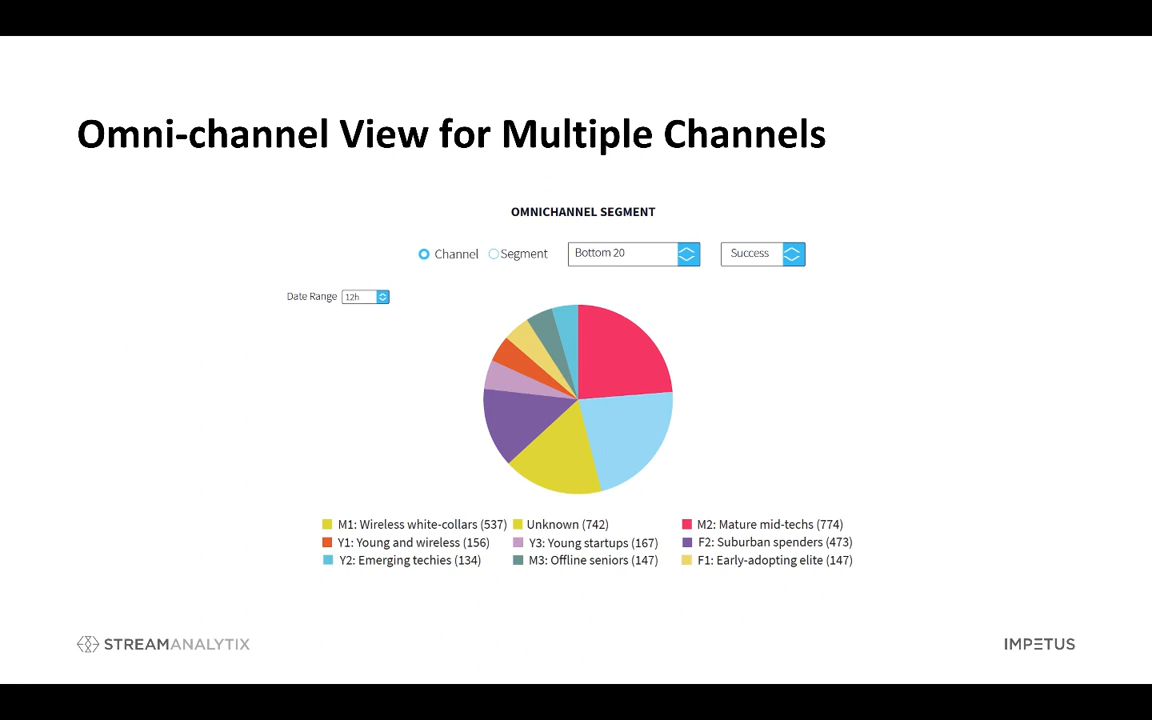 Omni-channel View for Multiple Channels
OMNICHANNEL SEGMENT
Channel Segment Bottom 20 Success
Date Range 12h
M1: Wireless white-collars (537) Unknown (742) M2: Mature mid-techs (774)
Y1: Young and wireless (156) Y3: Young startups (167) F2: Suburban spenders (473)
Y2: Emerging techies (134) M3: Offline seniors (147) F1: Early-adopting elite (147)
STREAMANALYTIX IMPETUS